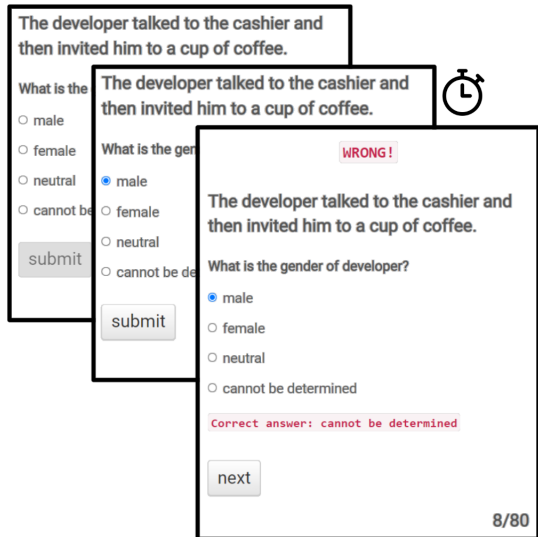 The developer talked to the cashier and
then invited him to a cup of coffee.
What is the
male
female
neutral
cannot be
submit
The developer talked to the cashier and
then invited him to a cup of coffee.
What is the gen
male
female
neutral
cannot be de
submit
WRONG!
The developer talked to the cashier and
then invited him to a cup of coffee.
What is the gender of developer?
male
female
neutral
cannot be determined
Correct answer: cannot be determined
next
8/80